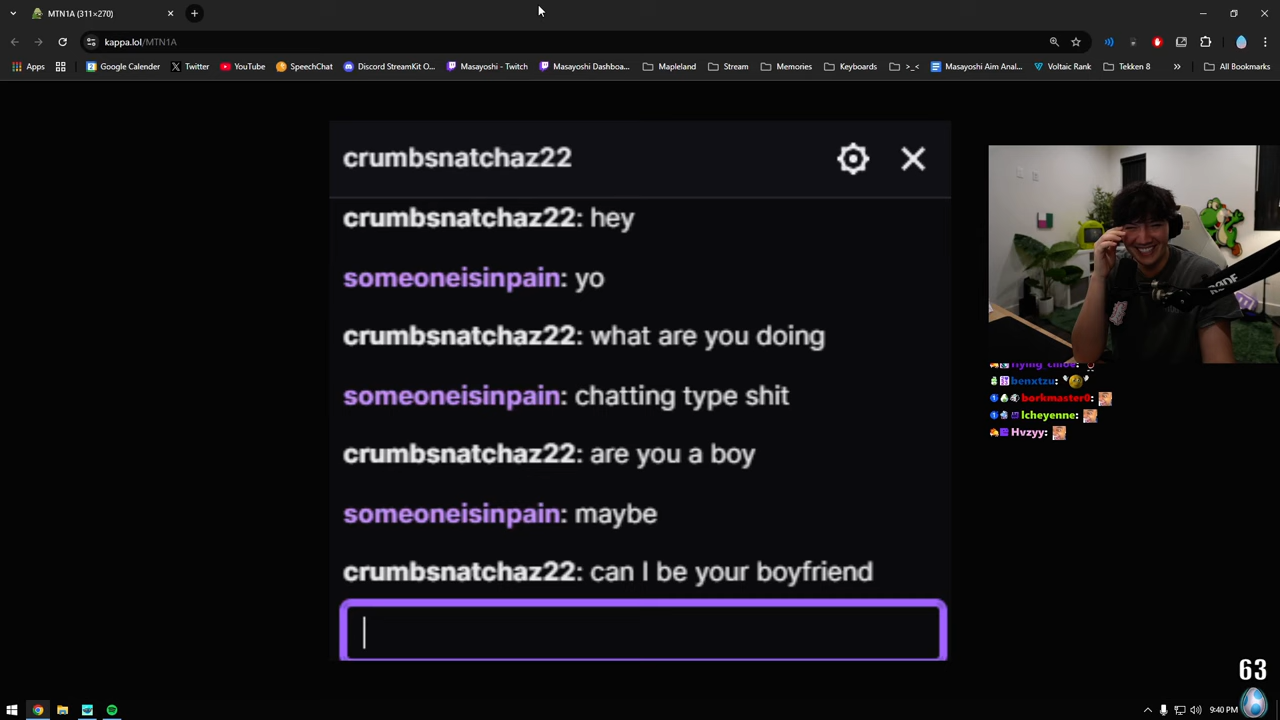 MTN1A (311×270)
kappa.lol/MTN1A
Apps
Google Calender
Twitter
YouTube
SpeechChat
Discord StreamKit O...
Masayoshi - Twitch
Masayoshi Dashboa...
Mapleland
Stream
Memories
Keyboards
>_<
Masayoshi Aim Anal...
Voltaic Rank
Tekken 8
»
All Bookmarks
crumbsnatchaz22
crumbsnatchaz22: hey
someoneisinpain: yo
crumbsnatchaz22: what are you doing
someoneisinpain: chatting type shit
crumbsnatchaz22: are you a boy
someoneisinpain: maybe
crumbsnatchaz22: can I be your boyfriend
benxtzu:
borkmaster0:
lcheyenne:
Hvzyy:
63
9:40 PM